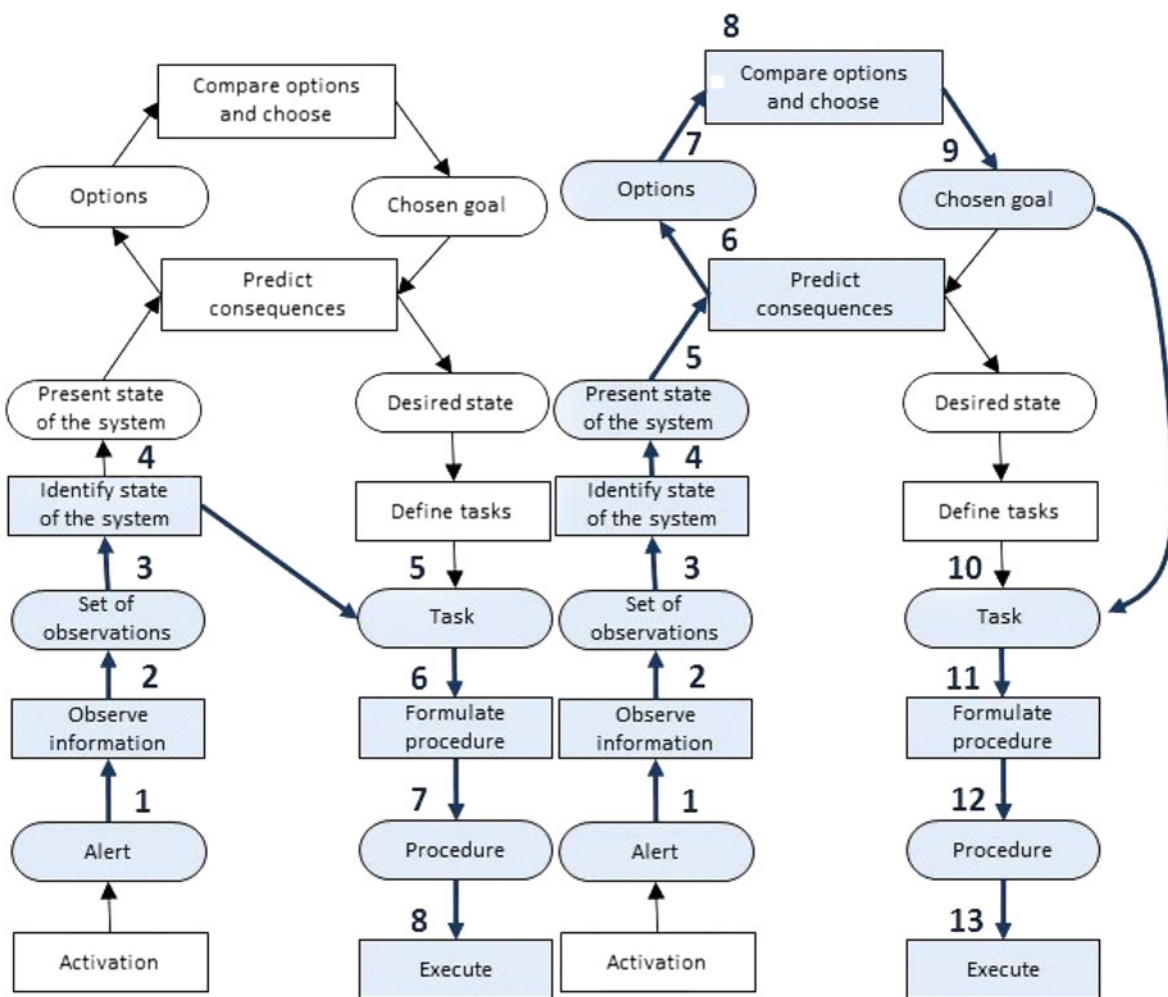 8
Compare options
and choose
Compare options
and choose
7
9
Options
Chosen goal
Options
Chosen goal
6
Predict
consequences
Predict
consequences
5
Present state
of the system
Desired state
Present state
of the system
Desired state
4
4
Identify state
of the system
Define tasks
Identify state
of the system
Define tasks
3
5
3
10
Set of
observations
Task
Set of
observations
Task
2
6
2
11
Observe
information
Formulate
procedure
Observe
information
Formulate
procedure
1
7
1
12
Alert
Procedure
Alert
Procedure
8
13
Activation
Execute
Activation
Execute